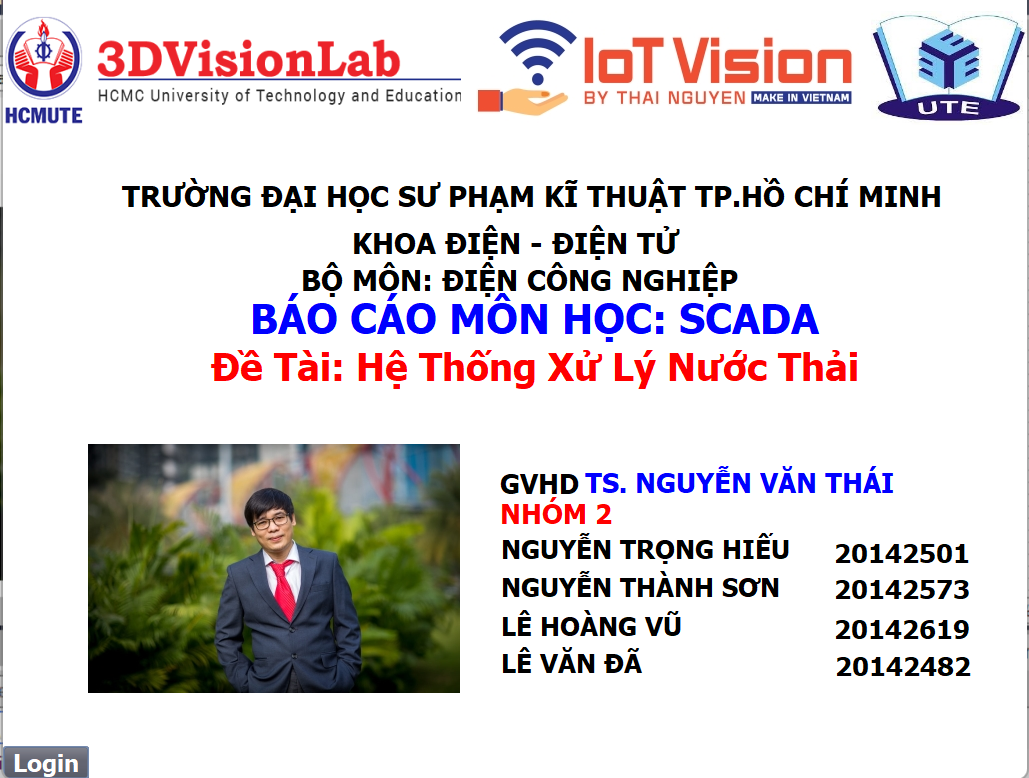 HCMUTE
3DVisionLab
HCMC University of Technology and Education
IoT Vision
BY THAI NGUYEN MAKE IN VIETNAM
UTE
TRƯỜNG ĐẠI HỌC SƯ PHẠM KĨ THUẬT TP.HỒ CHÍ MINH
KHOA ĐIỆN - ĐIỆN TỬ
BỘ MÔN: ĐIỆN CÔNG NGHIỆP
BÁO CÁO MÔN HỌC: SCADA
Đề Tài: Hệ Thống Xử Lý Nước Thải
GVHD TS. NGUYỄN VĂN THÁI
NHÓM 2
NGUYỄN TRỌNG HIẾU 20142501
NGUYỄN THÀNH SƠN 20142573
LÊ HOÀNG VŨ 20142619
LÊ VĂN ĐÃ 20142482
Login